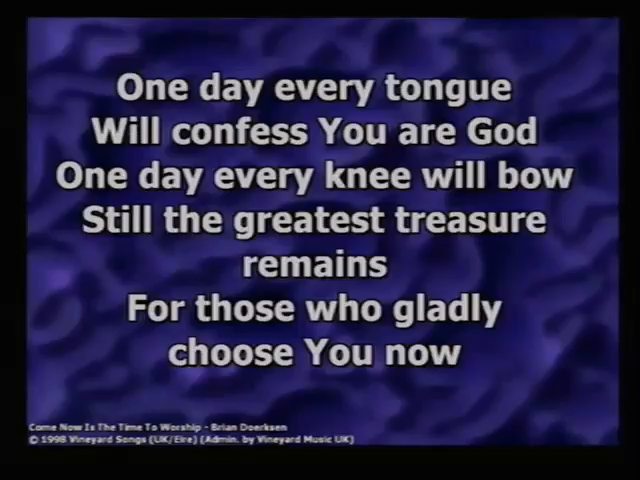 One day every tongue
Will confess You are God
One day every knee will bow
Still the greatest treasure
remains
For those who gladly
choose You now
Come Now Is The Time To Worship - Brian Doerksen
© 1998 Vineyard Songs (UK/Eire) (Admin. by Vineyard Music UK)